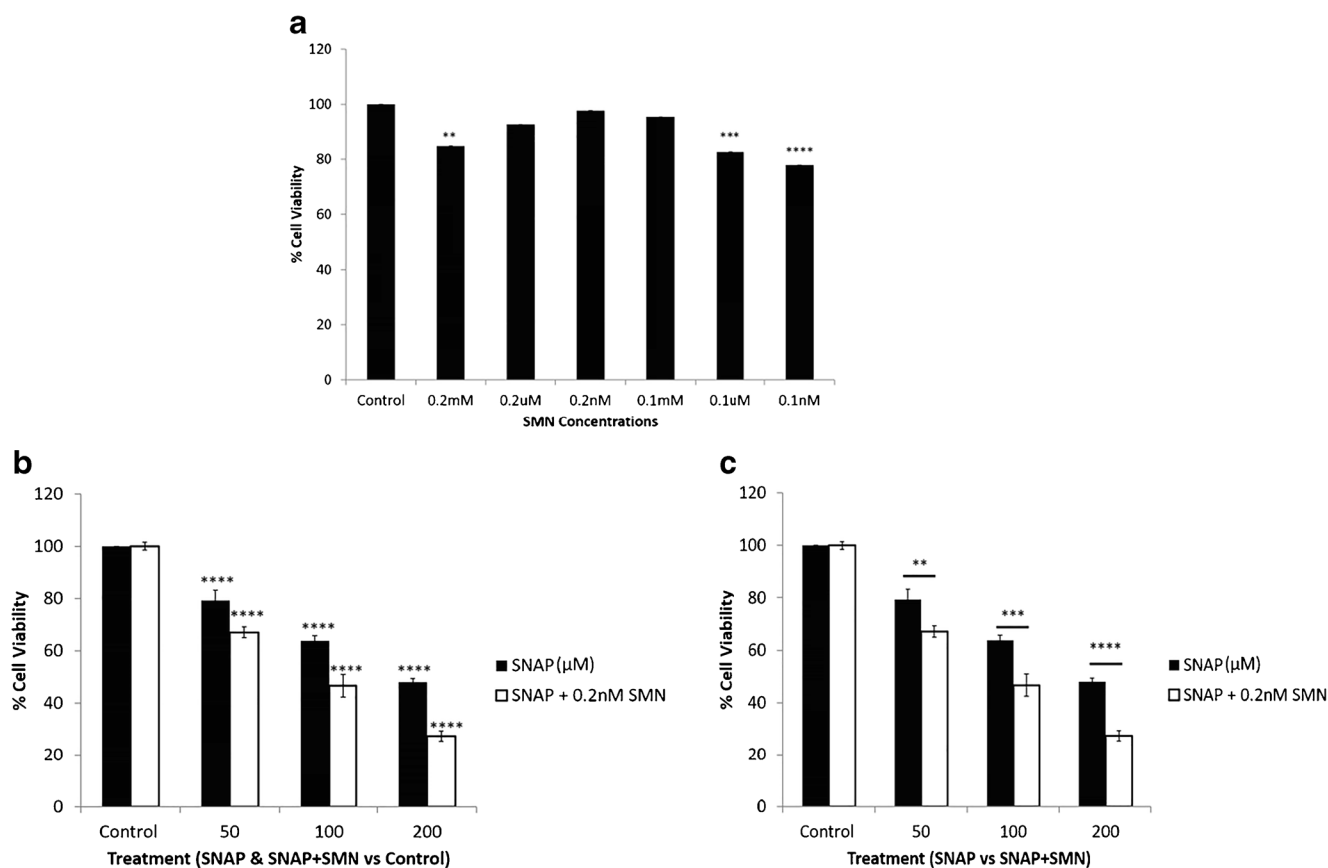 a
120
100
80
60
40
20
0
% Cell Viability
**
***
****
Control 0.2mM 0.2uM 0.2nM 0.1mM 0.1uM 0.1nM
SMN Concentrations
b
120
100
80
60
40
20
0
% Cell Viability
****
****
****
****
****
****
Control 50 100 200
Treatment (SNAP & SNAP+SMN vs Control)
SNAP (μM)
SNAP + 0.2nM SMN
c
120
100
80
60
40
20
0
% Cell Viability
**
***
****
Control 50 100 200
Treatment (SNAP vs SNAP+SMN)
SNAP (μM)
SNAP + 0.2nM SMN